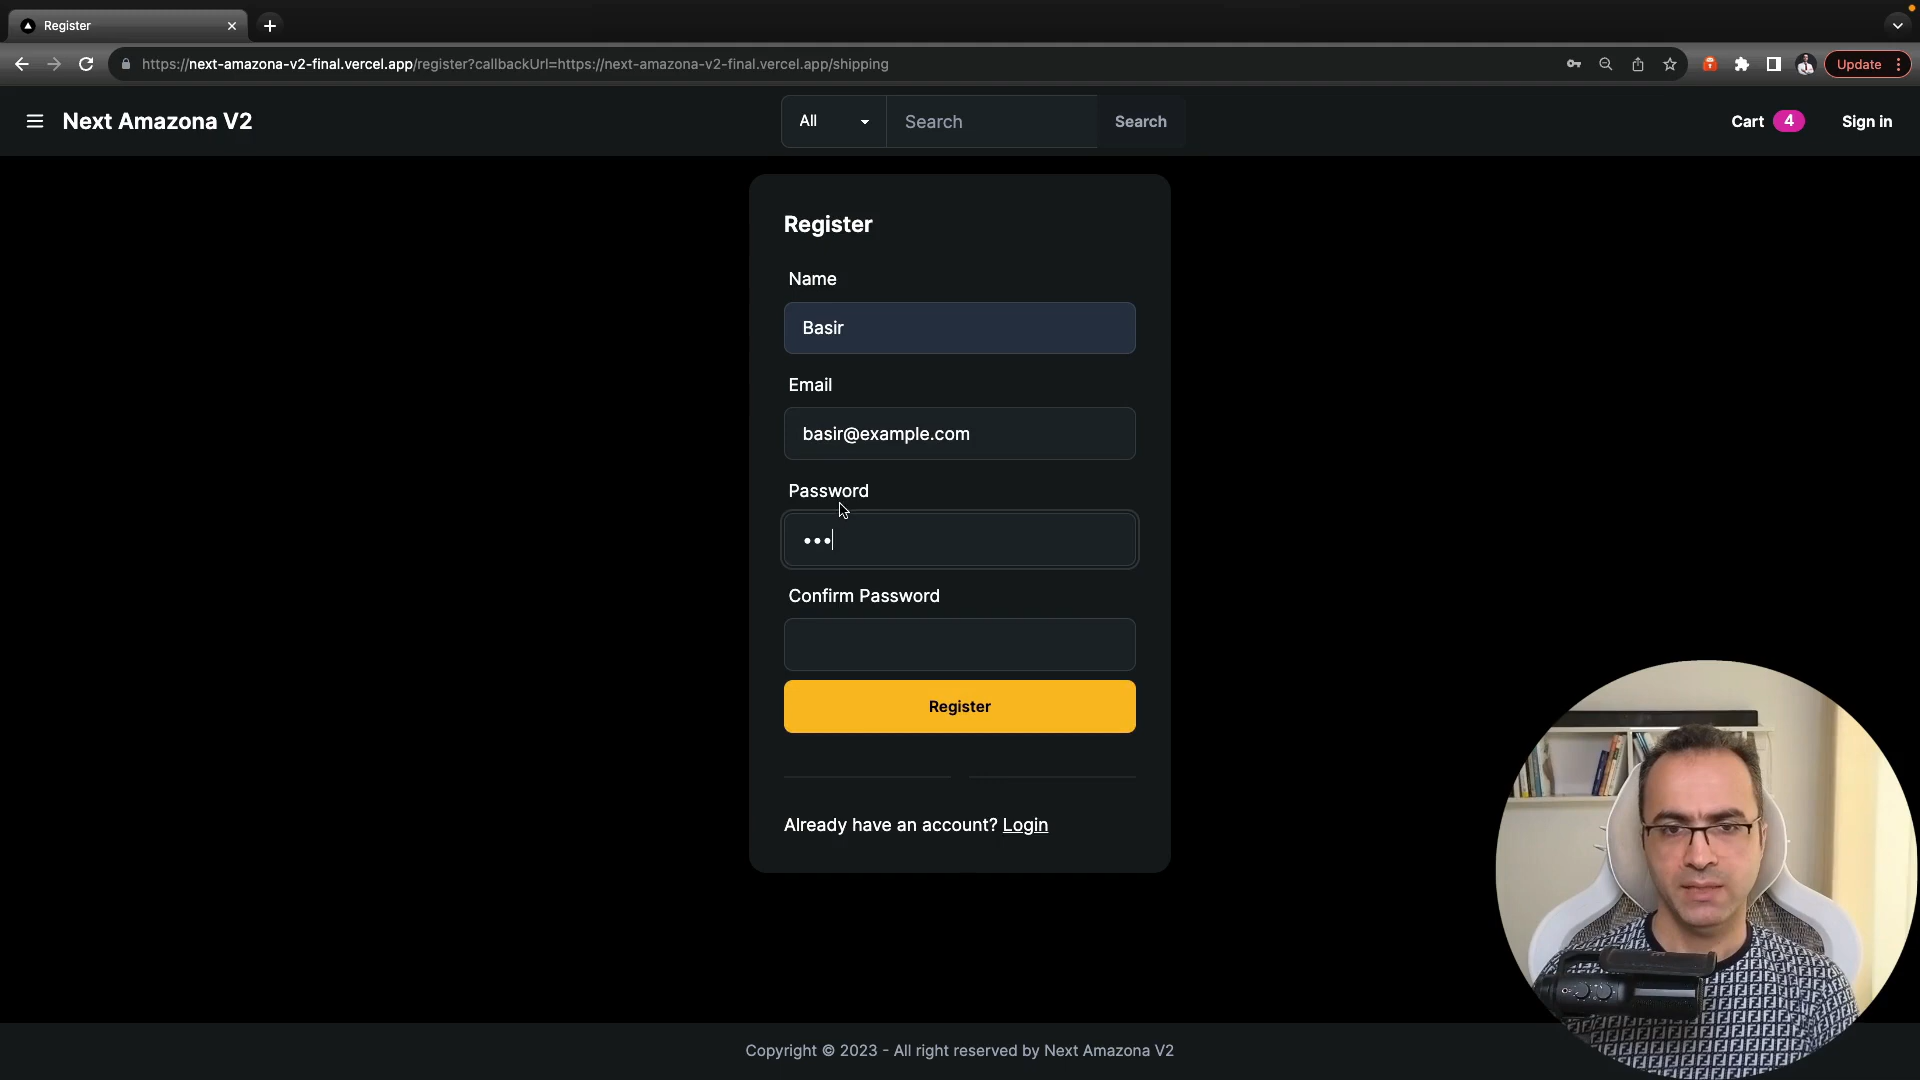 Register
https://next-amazona-v2-final.vercel.app/register?callbackUrl=https://next-amazona-v2-final.vercel.app/shipping
Update
Next Amazona V2
All
Search
Search
Cart 4
Sign in
Register
Name
Basir
Email
basir@example.com
Password
•••
Confirm Password
Register
Already have an account? Login
Copyright © 2023 - All right reserved by Next Amazona V2